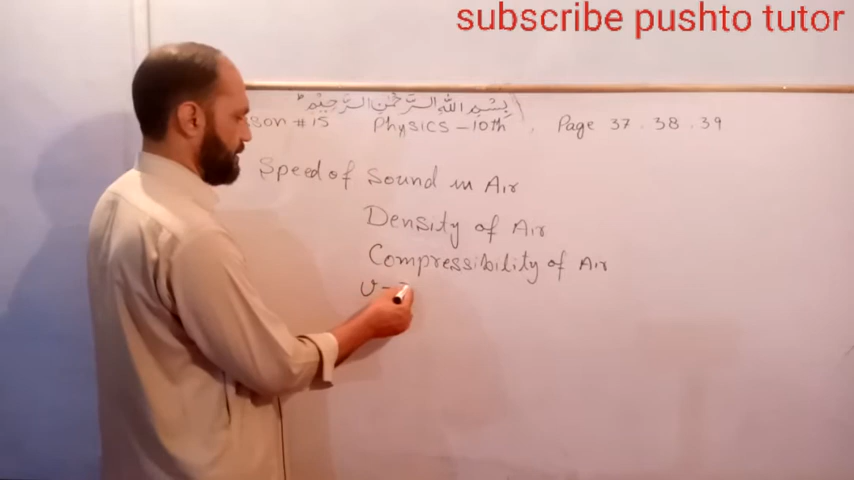 subscribe pushto tutor
بسم الله الرحمن الرحيم
son # 15 Physics - 10th , Page 37 . 38 . 39
Speed of Sound in Air
Density of Air
Compressibility of Air
v -